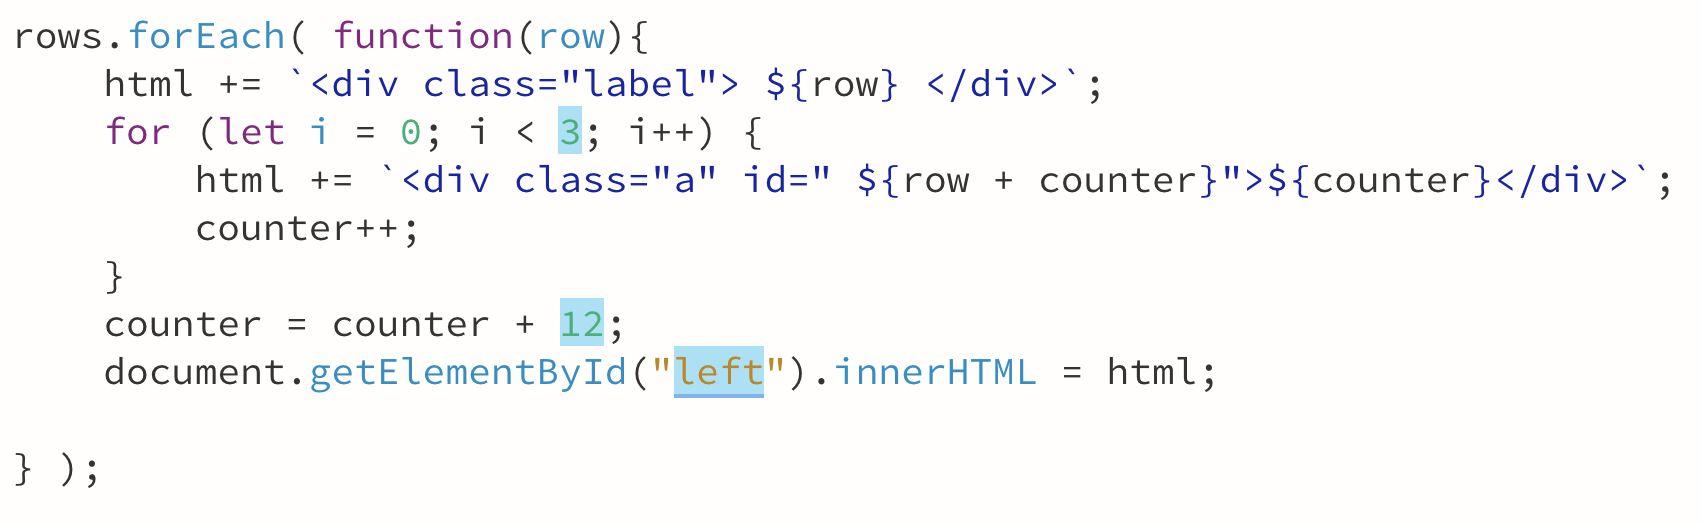 rows.forEach( function(row){
    html += `<div class="label"> ${row} </div>`;
    for (let i = 0; i < 3; i++) {
        html += `<div class="a" id=" ${row + counter}">${counter}</div>`;
        counter++;
    }
    counter = counter + 12;
    document.getElementById("left").innerHTML = html;

} );